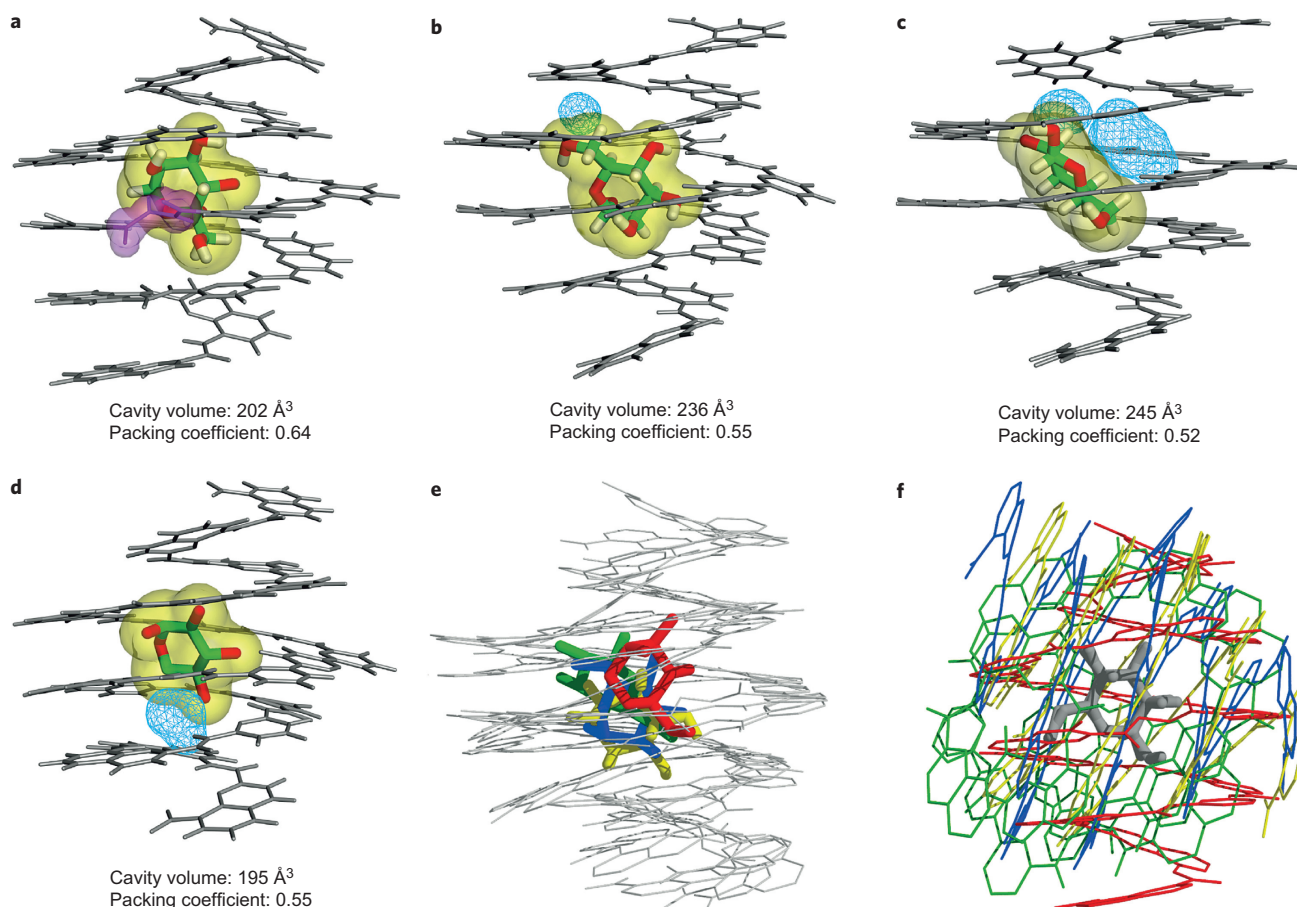 a
b
c
Cavity volume: 202 Å³
Packing coefficient: 0.64
Cavity volume: 236 Å³
Packing coefficient: 0.55
Cavity volume: 245 Å³
Packing coefficient: 0.52
d
e
f
Cavity volume: 195 Å³
Packing coefficient: 0.55